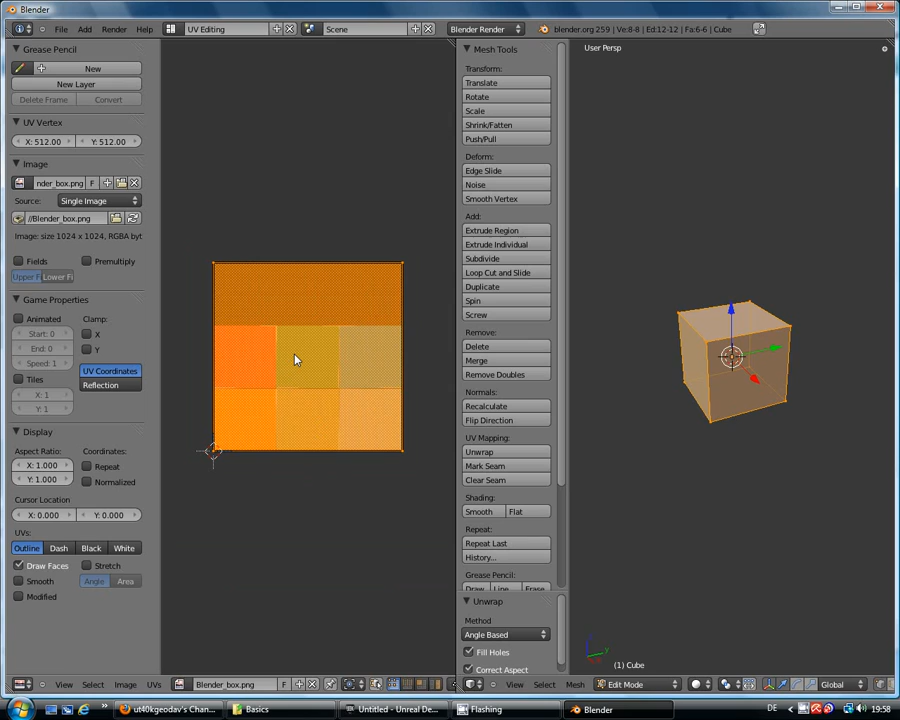 Blender
File Add Render Help UV Editing Scene Blender Render blender.org 259 | Ve:8-8 | Ed:12-12 | Fa:6-6 | Cube
Grease Pencil
New
New Layer
Delete Frame Convert
UV Vertex
X: 512.00 Y: 512.00
Image
nder_box.png F
Source: Single Image
//Blender_box.png
Image: size 1024 x 1024, RGBA byt
Fields Premultiply
Upper Fi Lower Fi
Game Properties
Animated Clamp:
Start: 0 X
End: 0 Y
Speed: 1 UV Coordinates
Tiles Reflection
X: 1
Y: 1
Display
Aspect Ratio: Coordinates:
X: 1.000 Repeat
Y: 1.000 Normalized
Cursor Location
X: 0.000 Y: 0.000
UVs:
Outline Dash Black White
Draw Faces Stretch
Smooth Angle Area
Modified
View Select Image UVs Blender_box.png F
Mesh Tools
Transform:
Translate
Rotate
Scale
Shrink/Fatten
Push/Pull
Deform:
Edge Slide
Noise
Smooth Vertex
Add:
Extrude Region
Extrude Individual
Subdivide
Loop Cut and Slide
Duplicate
Spin
Screw
Remove:
Delete
Merge
Remove Doubles
Normals:
Recalculate
Flip Direction
UV Mapping:
Unwrap
Mark Seam
Clear Seam
Shading:
Smooth Flat
Repeat:
Repeat Last
History...
Grease Pencil:
Draw Line Erase
Unwrap
Method
Angle Based
Fill Holes
Correct Aspect
User Persp
(1) Cube
View Select Mesh Edit Mode Global
ut40kgeodav's Chan... Basics Untitled - Unreal De... Flashing Blender DE 19:58